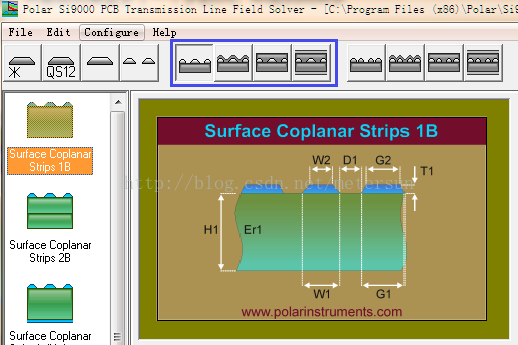 Polar Si9000 PCB Transmission Line Field Solver - [C:\Program Files (x86)\Polar\Si9
File Edit Configure Help
QS12
Surface Coplanar
Strips 1B
Surface Coplanar
Strips 2B
Surface Coplanar
Surface Coplanar Strips 1B
W2 D1 G2
T1
http://blog.csdn.net/metersun
H1 Er1
W1 G1
www.polarinstruments.com